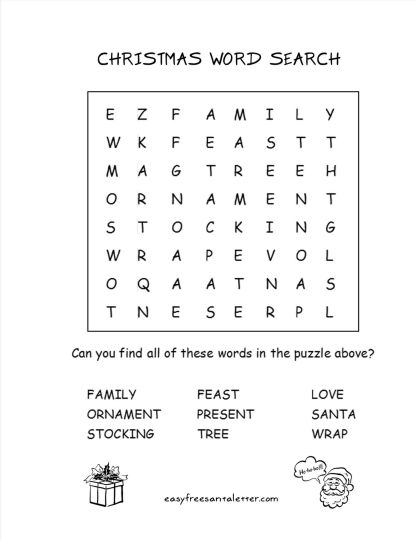 CHRISTMAS WORD SEARCH
E Z F A M I L Y
W K F E A S T T
M A G T R E E H
O R N A M E N T
S T O C K I N G
W R A P E V O L
O Q A A T N A S
T N E S E R P L
Can you find all of these words in the puzzle above?
FAMILY FEAST LOVE
ORNAMENT PRESENT SANTA
STOCKING TREE WRAP
Ho-ho-ho!!!
easyfreesantaletter.com